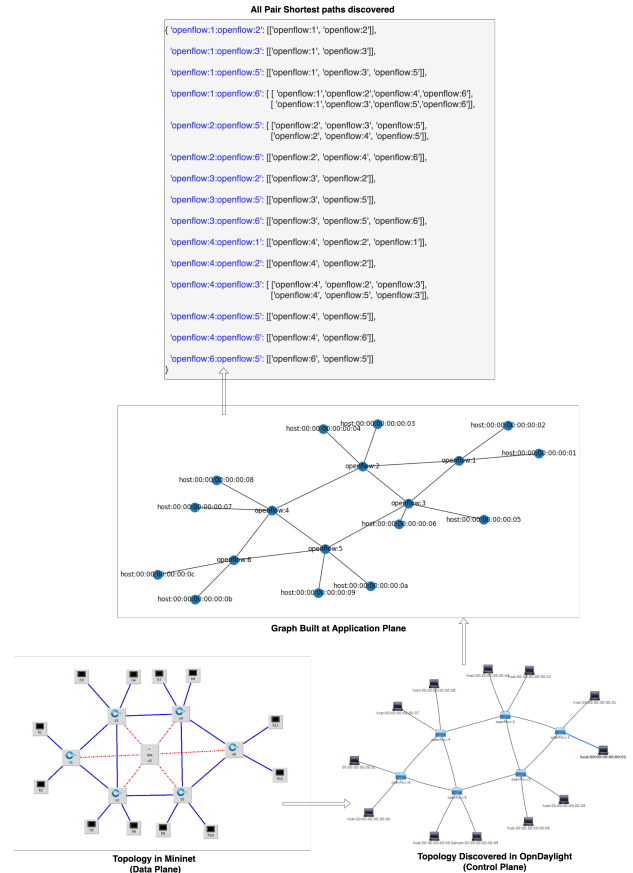 All Pair Shortest paths discovered
{ 'openflow:1:openflow:2': [['openflow:1', 'openflow:2']],
'openflow:1:openflow:3': [['openflow:1', 'openflow:3']],
'openflow:1:openflow:5': [['openflow:1', 'openflow:3', 'openflow:5']],
'openflow:1:openflow:6': [ [ 'openflow:1','openflow:2','openflow:4','openflow:6'],
[ 'openflow:1','openflow:3','openflow:5','openflow:6']],
'openflow:2:openflow:5': [ ['openflow:2', 'openflow:3', 'openflow:5'],
['openflow:2', 'openflow:4', 'openflow:5']],
'openflow:2:openflow:6': [['openflow:2', 'openflow:4', 'openflow:6']],
'openflow:3:openflow:2': [['openflow:3', 'openflow:2']],
'openflow:3:openflow:5': [['openflow:3', 'openflow:5']],
'openflow:3:openflow:6': [['openflow:3', 'openflow:5', 'openflow:6']],
'openflow:4:openflow:1': [['openflow:4', 'openflow:2', 'openflow:1']],
'openflow:4:openflow:2': [['openflow:4', 'openflow:2']],
'openflow:4:openflow:3': [ ['openflow:4', 'openflow:2', 'openflow:3'],
['openflow:4', 'openflow:5', 'openflow:3']],
'openflow:4:openflow:5': [['openflow:4', 'openflow:5']],
'openflow:4:openflow:6': [['openflow:4', 'openflow:6']],
'openflow:6:openflow:5': [['openflow:6', 'openflow:5']]
}
host:00:00:00:00:00:04
host:00:00:00:00:00:03
host:00:00:00:00:00:02
host:00:00:00:00:00:01
openflow:1
openflow:2
host:00:00:00:00:00:08
host:00:00:00:00:00:07
openflow:4
openflow:3
host:00:00:00:00:00:06
host:00:00:00:00:00:05
openflow:5
openflow:6
host:00:00:00:00:00:0c
host:00:00:00:00:00:0a
host:00:00:00:00:00:09
host:00:00:00:00:00:0b
Graph Built at Application Plane
Topology in Mininet
(Data Plane)
Topology Discovered in OpnDaylight
(Control Plane)